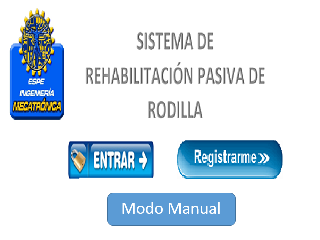 SISTEMA DE
REHABILITACIÓN PASIVA DE
RODILLA
ESPE
INGENIERÍA
MECATRÓNICA
ENTRAR
Registrarme »
Modo Manual